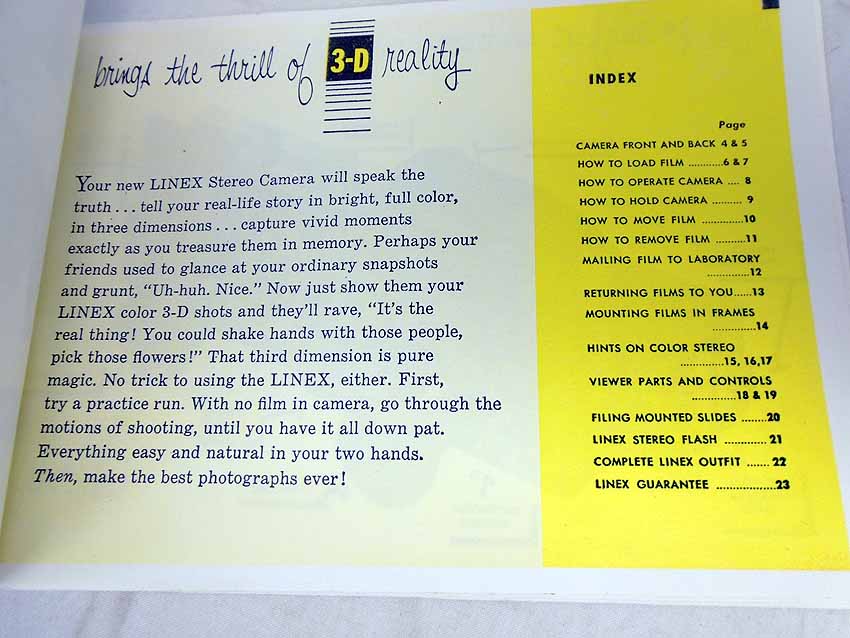 brings the thrill of 3-D reality
Your new LINEX Stereo Camera will speak the
truth . . . tell your real-life story in bright, full color,
in three dimensions . . . capture vivid moments
exactly as you treasure them in memory. Perhaps your
friends used to glance at your ordinary snapshots
and grunt, “Uh-huh. Nice.” Now just show them your
LINEX color 3-D shots and they’ll rave, “It’s the
real thing! You could shake hands with those people,
pick those flowers!” That third dimension is pure
magic. No trick to using the LINEX, either. First,
try a practice run. With no film in camera, go through the
motions of shooting, until you have it all down pat.
Everything easy and natural in your two hands.
Then, make the best photographs ever!
INDEX
Page
CAMERA FRONT AND BACK 4 & 5
HOW TO LOAD FILM ............6 & 7
HOW TO OPERATE CAMERA .... 8
HOW TO HOLD CAMERA .......... 9
HOW TO MOVE FILM .............10
HOW TO REMOVE FILM ..........11
MAILING FILM TO LABORATORY
.............12
RETURNING FILMS TO YOU......13
MOUNTING FILMS IN FRAMES
.............14
HINTS ON COLOR STEREO
.............15, 16, 17
VIEWER PARTS AND CONTROLS
.............18 & 19
FILING MOUNTED SLIDES .......20
LINEX STEREO FLASH ............. 21
COMPLETE LINEX OUTFIT ....... 22
LINEX GUARANTEE ..................23